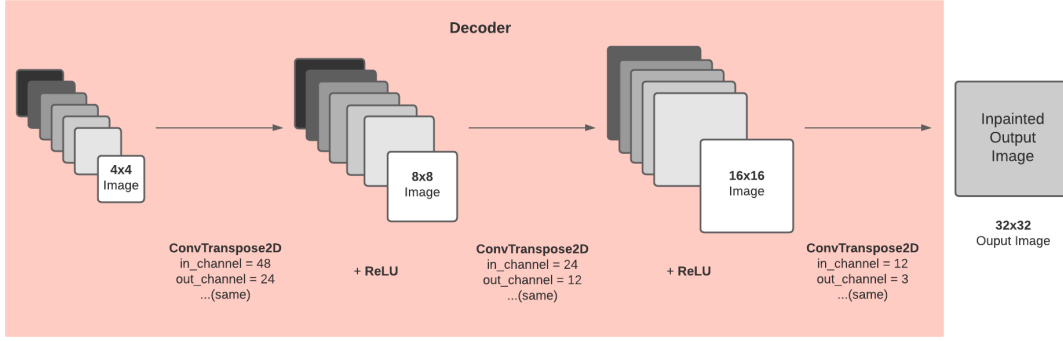 Decoder
4x4
Image
8x8
Image
16x16
Image
Inpainted
Output
Image
32x32
Ouput Image
ConvTranspose2D
in_channel = 48
out_channel = 24
...(same)
+ ReLU
ConvTranspose2D
in_channel = 24
out_channel = 12
...(same)
+ ReLU
ConvTranspose2D
in_channel = 12
out_channel = 3
...(same)